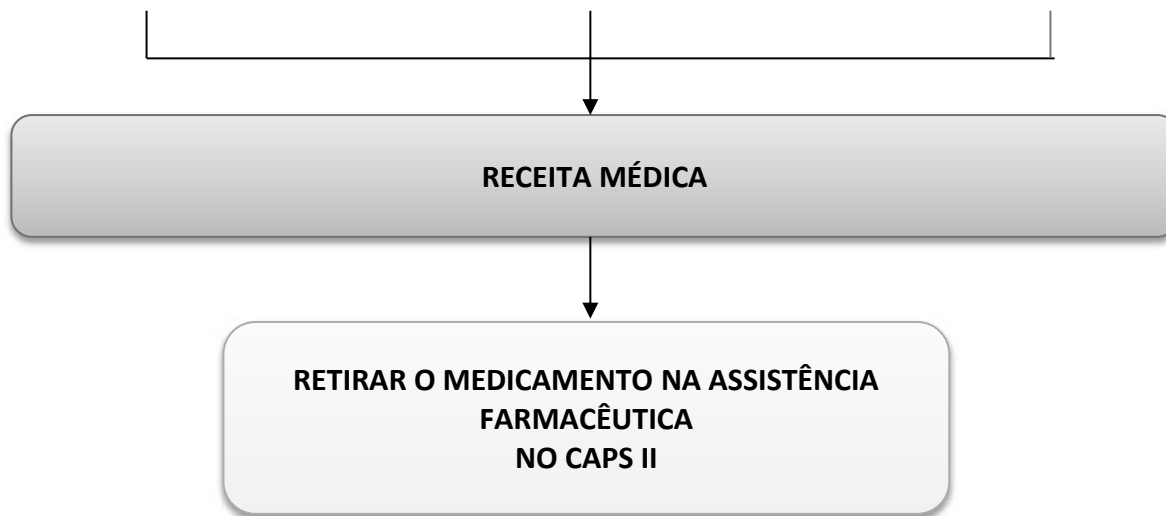 RECEITA MÉDICA
RETIRAR O MEDICAMENTO NA ASSISTÊNCIA
FARMACÊUTICA
NO CAPS II